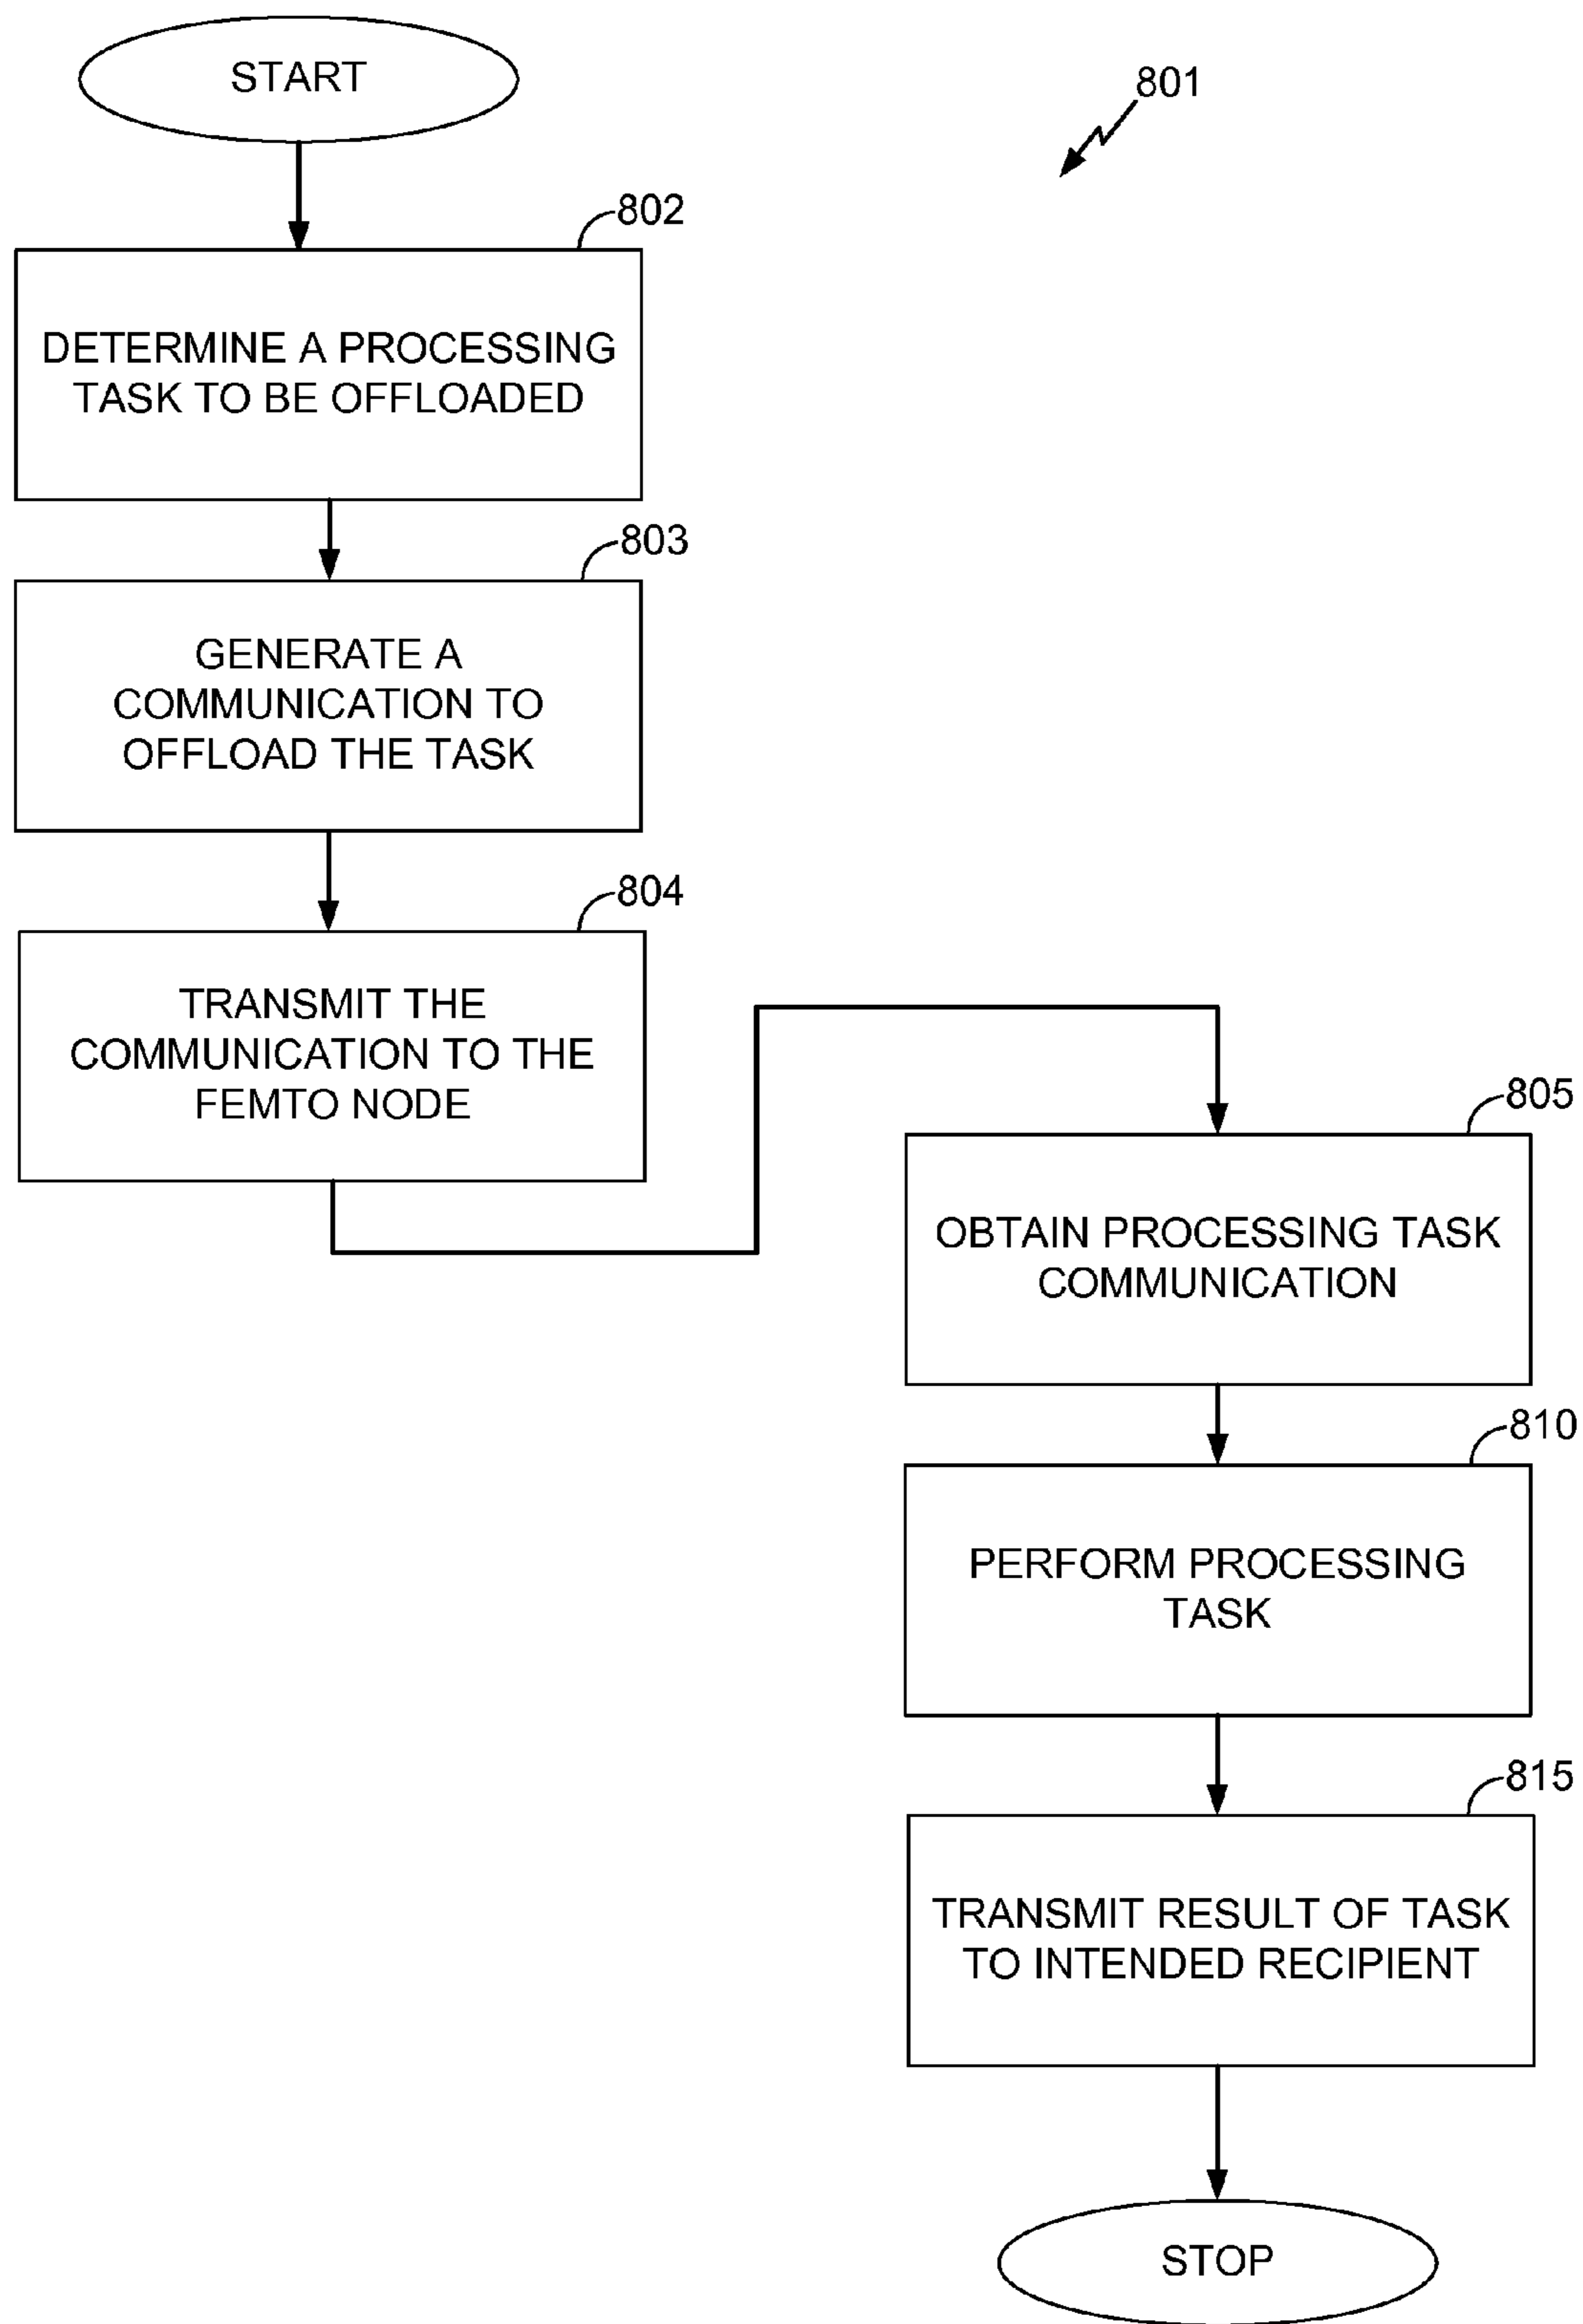 START
801
802
DETERMINE A PROCESSING
TASK TO BE OFFLOADED
803
GENERATE A
COMMUNICATION TO
OFFLOAD THE TASK
804
TRANSMIT THE
COMMUNICATION TO THE
FEMTO NODE
805
OBTAIN PROCESSING TASK
COMMUNICATION
810
PERFORM PROCESSING
TASK
815
TRANSMIT RESULT OF TASK
TO INTENDED RECIPIENT
STOP